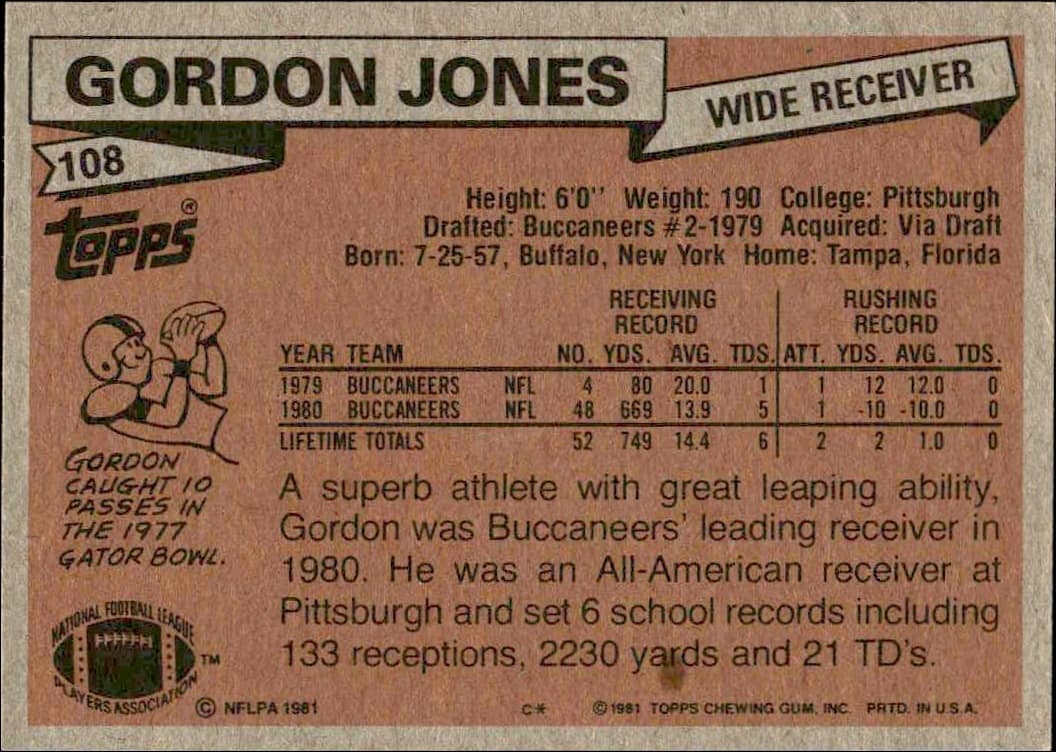 GORDON JONES
WIDE RECEIVER
108
TOPPS®
Height: 6'0'' Weight: 190 College: Pittsburgh
Drafted: Buccaneers #2-1979 Acquired: Via Draft
Born: 7-25-57, Buffalo, New York Home: Tampa, Florida
RECEIVING RUSHING
RECORD RECORD
YEAR TEAM NO. YDS. AVG. TDS. ATT. YDS. AVG. TDS.
1979 BUCCANEERS NFL 4 80 20.0 1 1 12 12.0 0
1980 BUCCANEERS NFL 48 669 13.9 5 1 -10 -10.0 0
LIFETIME TOTALS 52 749 14.4 6 2 2 1.0 0
GORDON
CAUGHT 10
PASSES IN
THE 1977
GATOR BOWL.
A superb athlete with great leaping ability,
Gordon was Buccaneers' leading receiver in
1980. He was an All-American receiver at
Pittsburgh and set 6 school records including
133 receptions, 2230 yards and 21 TD's.
NATIONAL FOOTBALL LEAGUE
PLAYERS ASSOCIATION
TM
© NFLPA 1981 C* © 1981 TOPPS CHEWING GUM, INC. PRTD. IN U.S.A.